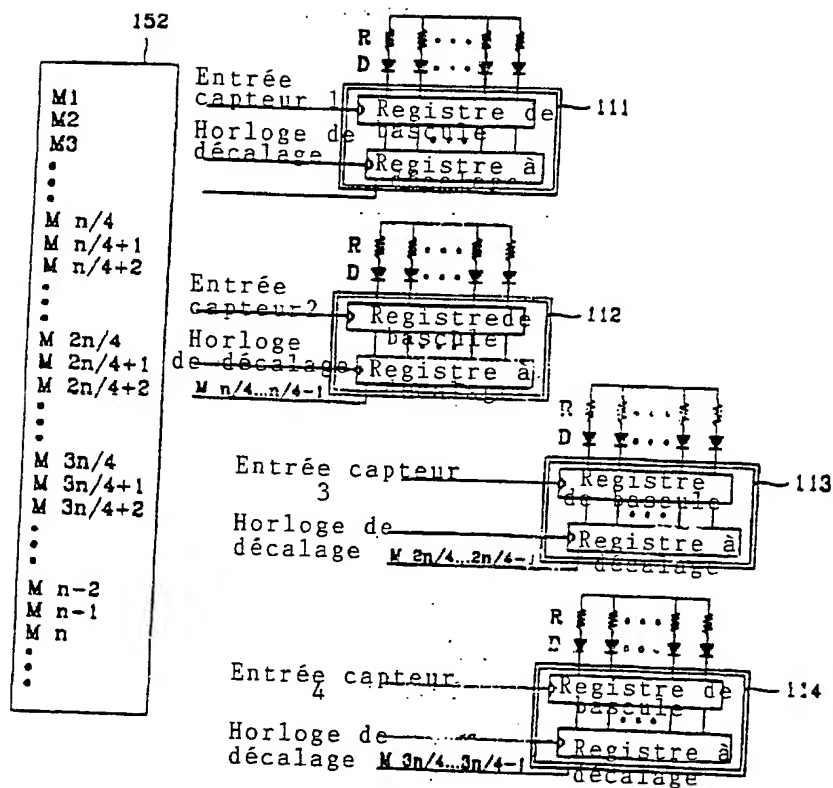 152
M1
M2
M3
M n/4
M n/4+1
M n/4+2
M 2n/4
M 2n/4+1
M 2n/4+2
M 3n/4
M 3n/4+1
M 3n/4+2
M n-2
M n-1
M n
R
D
Entrée
capteur 1
Horloge de
décalage
Registre de
bascule
Registre à
111
R
D
Entrée
capteur2
Horloge
de décalage
M n/4...n/4-1
Registrede
bascule
Registre à
112
R
D
Entrée capteur
3
Horloge de
décalage
M 2n/4...2n/4-1
Registre
de bascule
Registre à
décalage
113
R
D
Entrée capteur
4
Horloge de
décalage
M 3n/4...3n/4-1
Registre de
bascule
Registre à
décalage
114